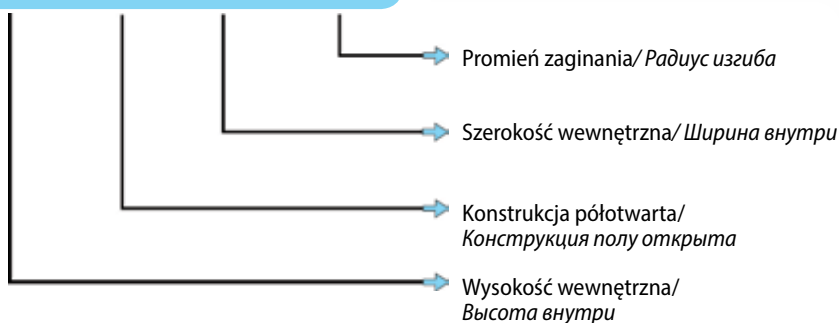 Promień zaginania/ Радиус изгиба
Szerokość wewnętrzna/ Ширина внутри
Konstrukcja półotwarta/
Конструкция полу открыта
Wysokość wewnętrzna/
Высота внутри